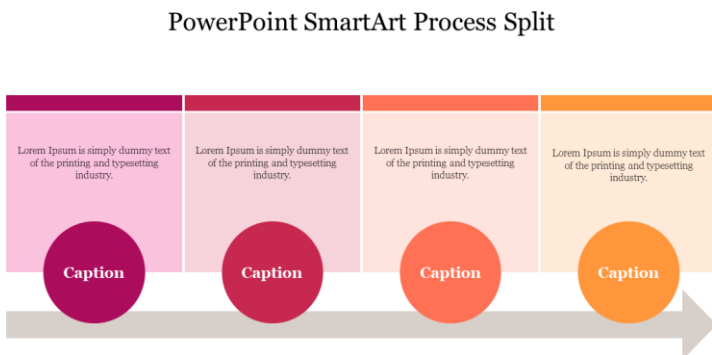 PowerPoint SmartArt Process Split
Lorem Ipsum is simply dummy text
of the printing and typesetting
industry.
Lorem Ipsum is simply dummy text
of the printing and typesetting
industry.
Lorem Ipsum is simply dummy text
of the printing and typesetting
industry.
Lorem Ipsum is simply dummy text
of the printing and typesetting
industry.
Caption
Caption
Caption
Caption